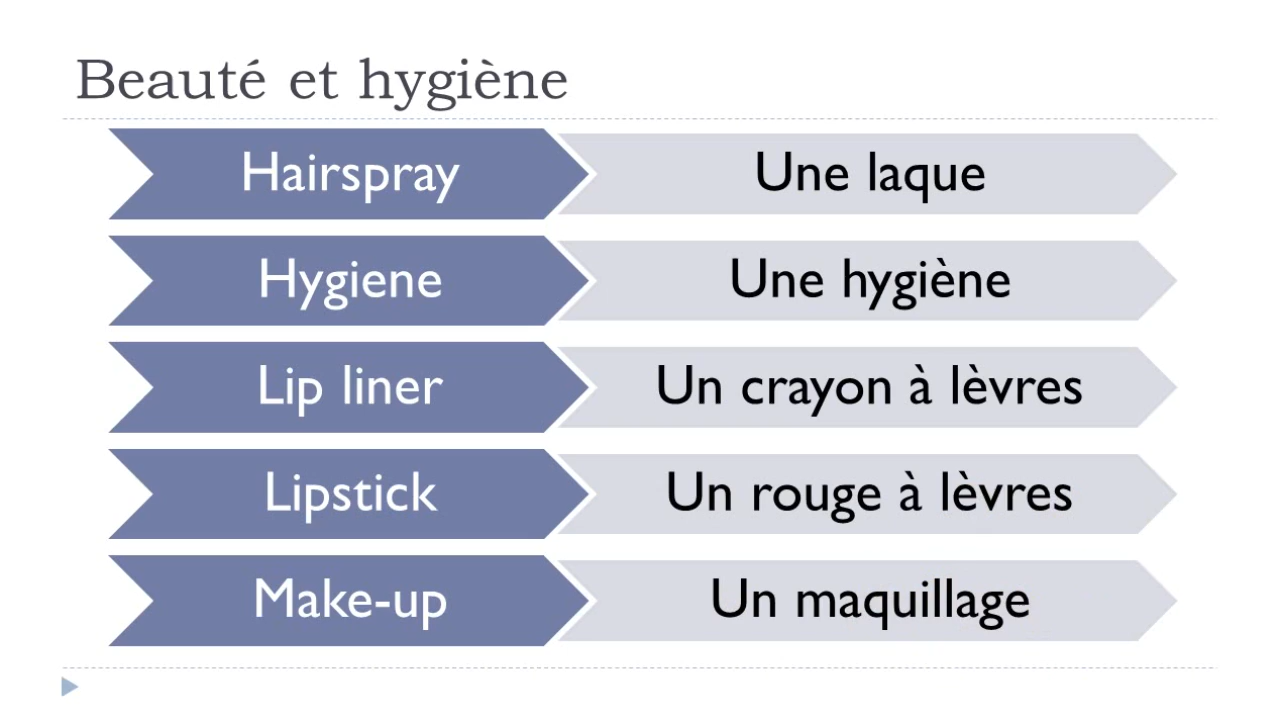 Beauté et hygiène
Hairspray
Une laque
Hygiene
Une hygiène
Lip liner
Un crayon à lèvres
Lipstick
Un rouge à lèvres
Make-up
Un maquillage